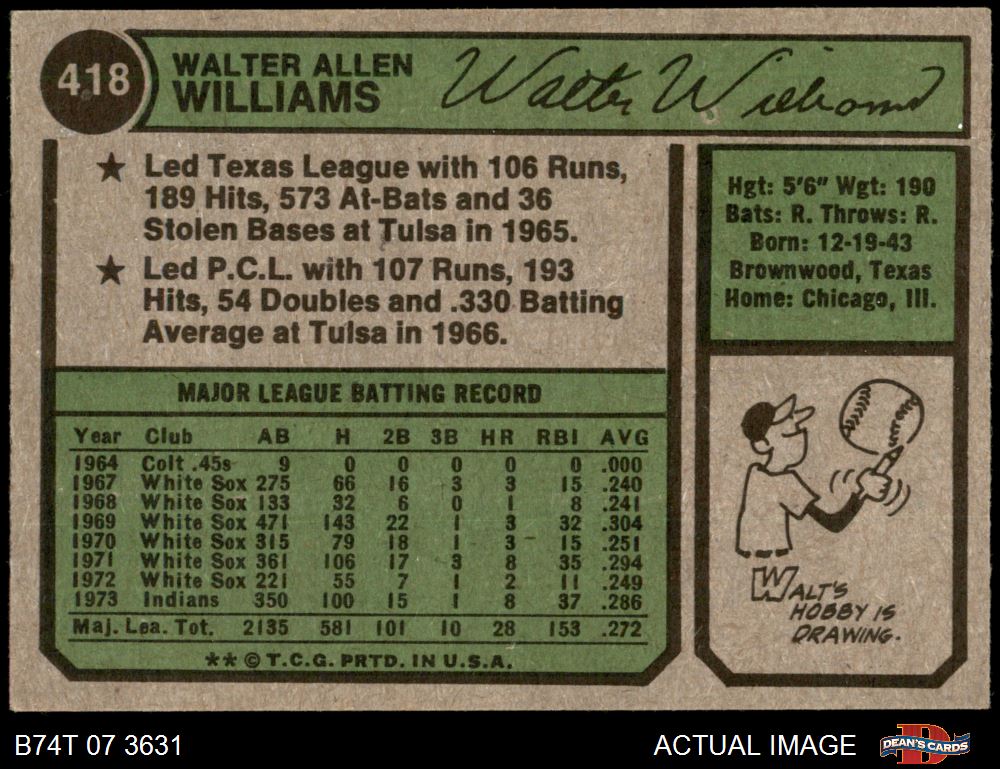 418
WALTER ALLEN
WILLIAMS
Walter Williams
★ Led Texas League with 106 Runs,
189 Hits, 573 At-Bats and 36
Stolen Bases at Tulsa in 1965.
★ Led P.C.L. with 107 Runs, 193
Hits, 54 Doubles and .330 Batting
Average at Tulsa in 1966.
Hgt: 5'6" Wgt: 190
Bats: R. Throws: R.
Born: 12-19-43
Brownwood, Texas
Home: Chicago, Ill.
MAJOR LEAGUE BATTING RECORD
Year Club AB H 2B 3B HR RBI AVG
1964 Colt .45s 9 0 0 0 0 0 .000
1967 White Sox 275 66 16 3 3 15 .240
1968 White Sox 133 32 6 0 1 8 .241
1969 White Sox 471 143 22 1 3 32 .304
1970 White Sox 315 79 18 1 3 15 .251
1971 White Sox 361 106 17 3 8 35 .294
1972 White Sox 221 55 7 1 2 11 .249
1973 Indians 350 100 15 1 8 37 .286
Maj. Lea. Tot. 2135 581 101 10 28 153 .272
** © T.C.G. PRTD. IN U.S.A.
WALT'S
HOBBY IS
DRAWING.
B74T 07 3631
ACTUAL IMAGE
DEAN'S CARDS